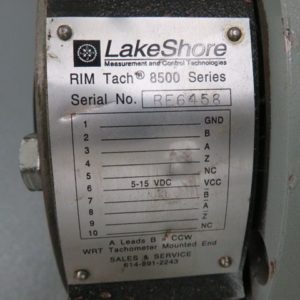 LakeShore
Measurement and Control Technologies
RIM Tach® 8500 Series
Serial No. RF6458
1 GND
2 B
3 A
4 Z
5 NC
6 5-15 VDC VCC
7 B
8 A
9 Z
10 NC
A Leads B = CCW
WRT Tachometer Mounted End
SALES & SERVICE
614-891-2243